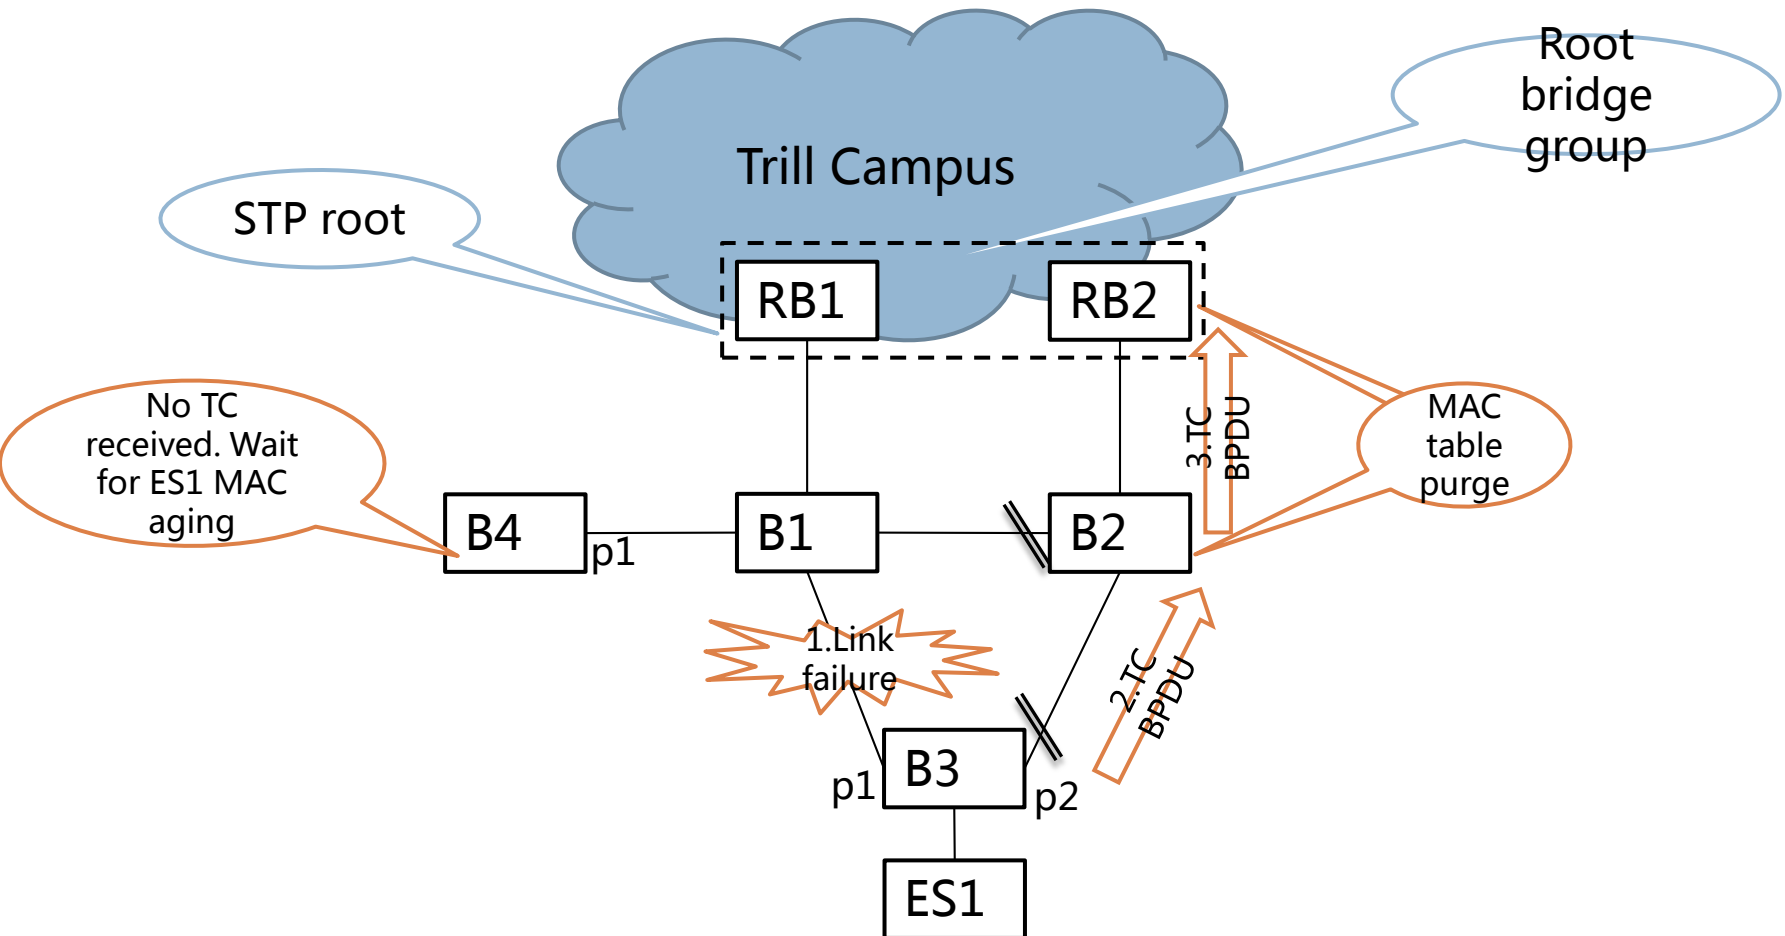 Root
bridge
group
Trill Campus
STP root
RB1
RB2
No TC
received. Wait
for ES1 MAC
aging
3.TC
BPDU
MAC
table
purge
B4
p1
B1
B2
1.Link
failure
2.TC
BPDU
B3
p1
p2
ES1